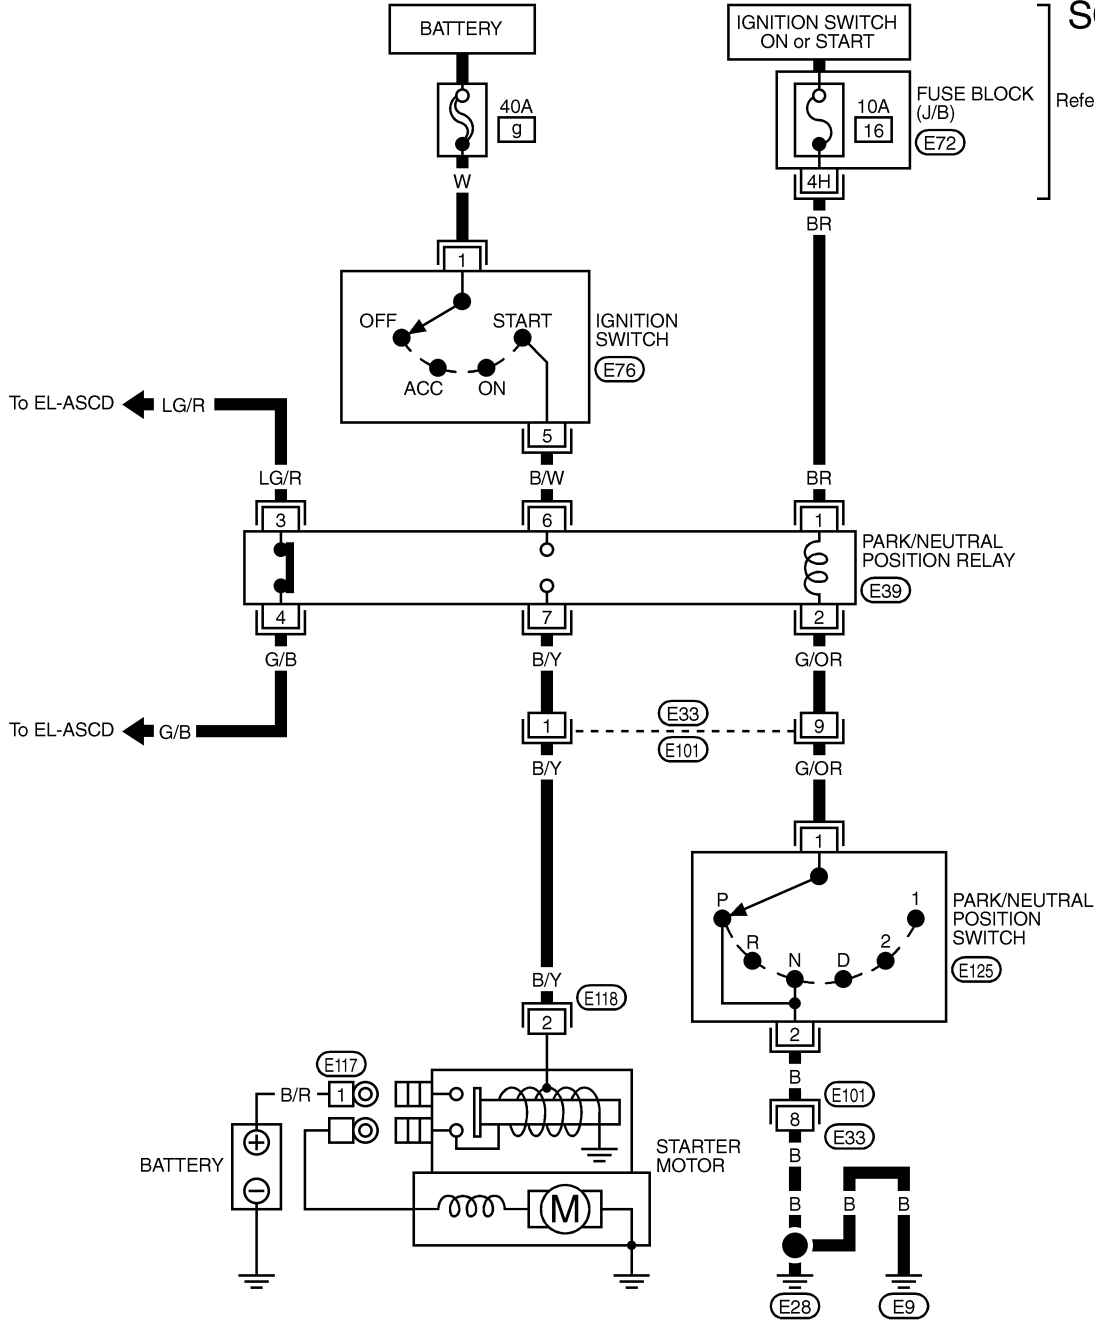 BATTERY
IGNITION SWITCH
ON or START
SC
40A
g
10A
16
FUSE BLOCK
(J/B)
E72
Refe
W
4H
BR
1
OFF
START
ACC
ON
IGNITION
SWITCH
E76
To EL-ASCD
LG/R
5
LG/R
B/W
BR
3
6
1
PARK/NEUTRAL
POSITION RELAY
E39
4
7
2
G/B
B/Y
G/OR
To EL-ASCD
G/B
1
E33
E101
9
B/Y
G/OR
1
P
R
N
D
2
1
PARK/NEUTRAL
POSITION
SWITCH
E125
B/Y
E118
2
2
B
E117
B/R
1
E101
8
E33
BATTERY
+
−
STARTER
MOTOR
M
B
B
B
B
E28
E9